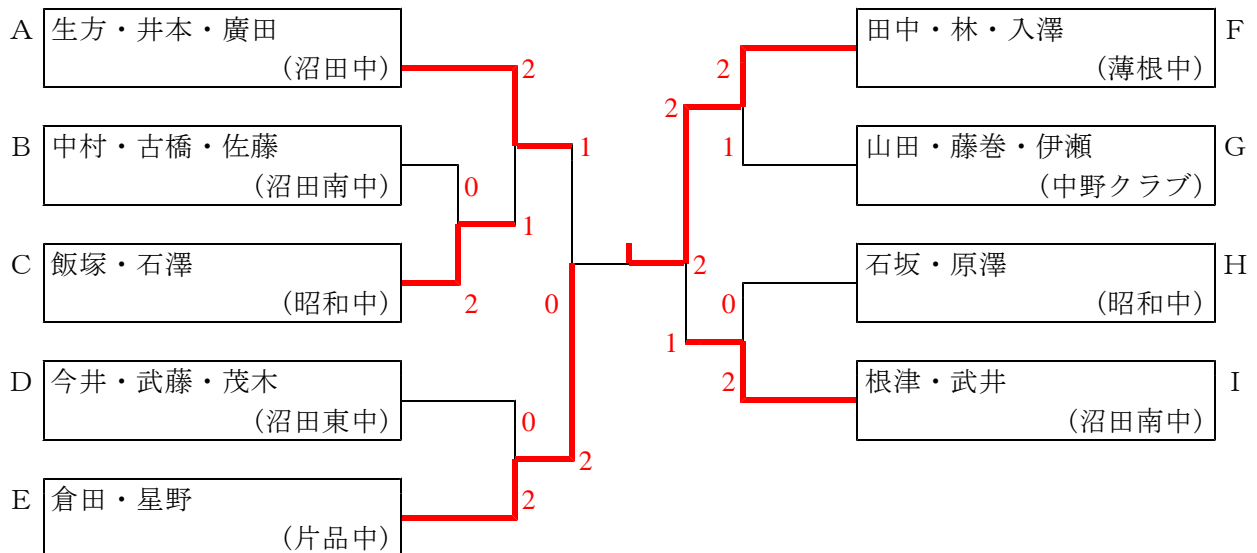 A
生方・井本・廣田
(沼田中)
2
B
中村・古橋・佐藤
(沼田南中)
0
1
1
C
飯塚・石澤
(昭和中)
2
0
D
今井・武藤・茂木
(沼田東中)
0
2
E
倉田・星野
(片品中)
2
F
田中・林・入澤
(薄根中)
2
2
G
山田・藤巻・伊瀬
(中野クラブ)
1
2
H
石坂・原澤
(昭和中)
0
1
I
根津・武井
(沼田南中)
2